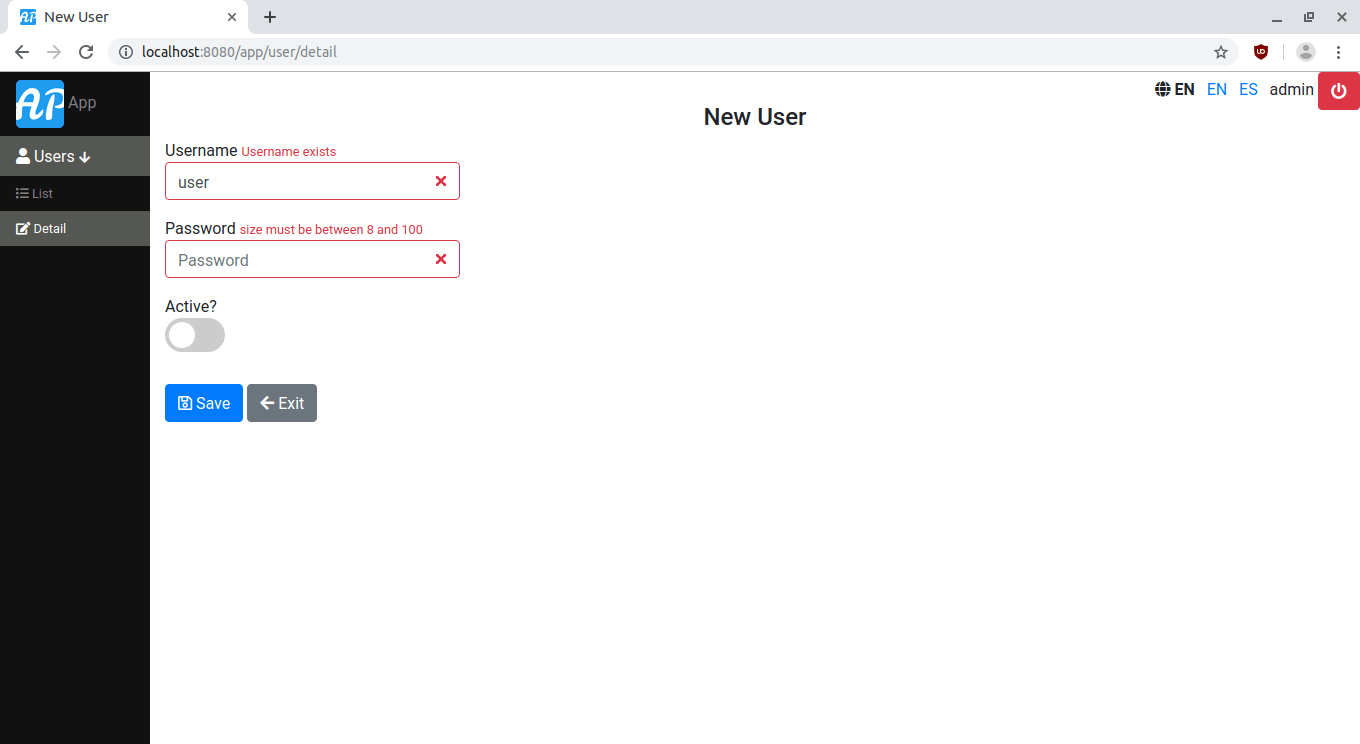 New User
localhost:8080/app/user/detail
AP App
EN EN ES admin
Users
List
Detail
New User
Username Username exists
user
Password size must be between 8 and 100
Password
Active?
Save Exit